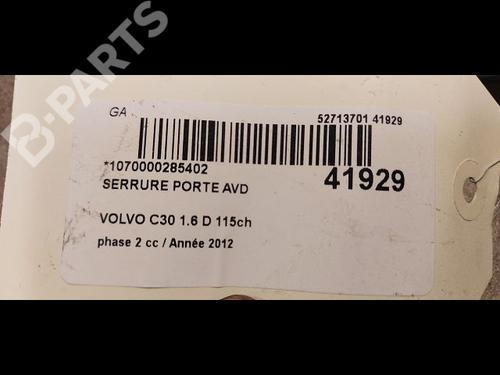 B-PARTS
GA
52713701 41929
*1070000285402
41929
SERRURE PORTE AVD
VOLVO C30 1.6 D 115ch
phase 2 cc / Année 2012